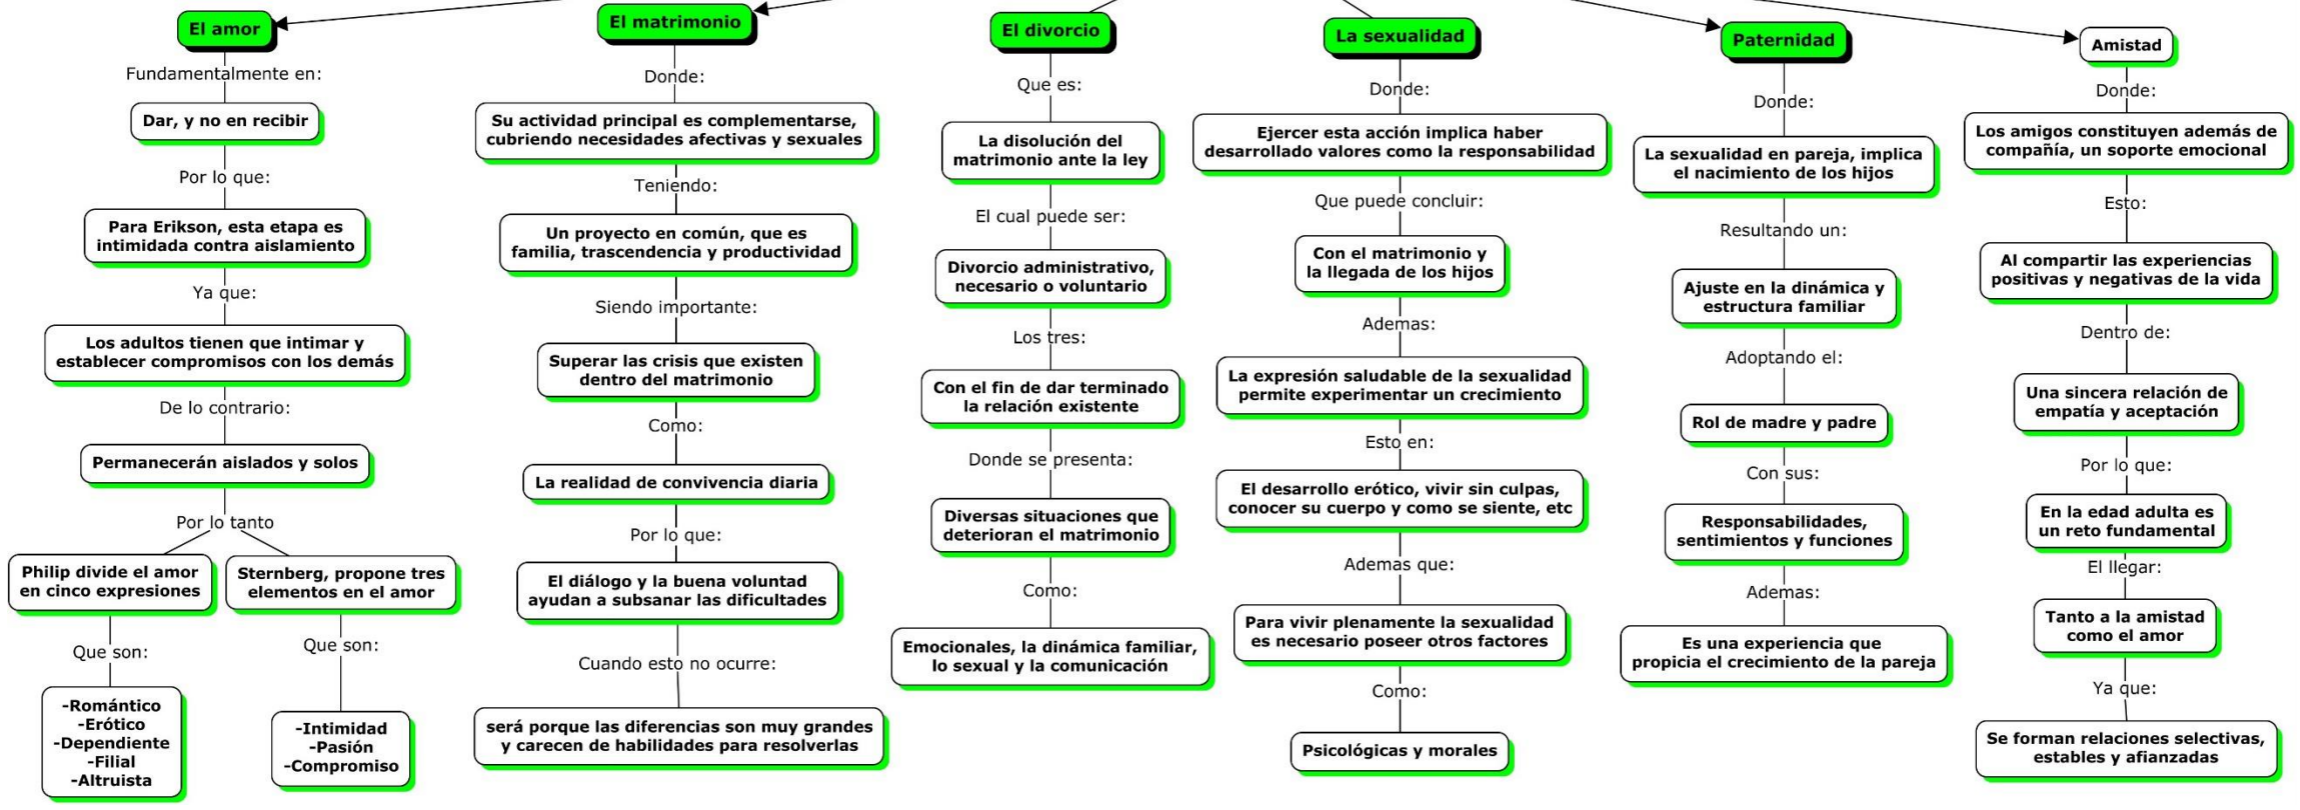 El amor
Fundamentalmente en:
Dar, y no en recibir
Por lo que:
Para Erikson, esta etapa es
intimidada contra aislamiento
Ya que:
Los adultos tienen que intimar y
establecer compromisos con los demás
De lo contrario:
Permanecerán aislados y solos
Por lo tanto
Philip divide el amor
en cinco expresiones
Que son:
-Romántico
-Erótico
-Dependiente
-Filial
-Altruista
Sternberg, propone tres
elementos en el amor
Que son:
-Intimidad
-Pasión
-Compromiso
El matrimonio
Donde:
Su actividad principal es complementarse,
cubriendo necesidades afectivas y sexuales
Teniendo:
Un proyecto en común, que es
familia, trascendencia y productividad
Siendo importante:
Superar las crisis que existen
dentro del matrimonio
Como:
La realidad de convivencia diaria
Por lo que:
El diálogo y la buena voluntad
ayudan a subsanar las dificultades
Cuando esto no ocurre:
será porque las diferencias son muy grandes
y carecen de habilidades para resolverlas
El divorcio
Que es:
La disolución del
matrimonio ante la ley
El cual puede ser:
Divorcio administrativo,
necesario o voluntario
Los tres:
Con el fin de dar terminado
la relación existente
Donde se presenta:
Diversas situaciones que
deterioran el matrimonio
Como:
Emocionales, la dinámica familiar,
lo sexual y la comunicación
La sexualidad
Donde:
Ejercer esta acción implica haber
desarrollado valores como la responsabilidad
Que puede concluir:
Con el matrimonio y
la llegada de los hijos
Ademas:
La expresión saludable de la sexualidad
permite experimentar un crecimiento
Esto en:
El desarrollo erótico, vivir sin culpas,
conocer su cuerpo y como se siente, etc
Ademas que:
Para vivir plenamente la sexualidad
es necesario poseer otros factores
Como:
Psicológicas y morales
Paternidad
Donde:
La sexualidad en pareja, implica
el nacimiento de los hijos
Resultando un:
Ajuste en la dinámica y
estructura familiar
Adoptando el:
Rol de madre y padre
Con sus:
Responsabilidades,
sentimientos y funciones
Ademas:
Es una experiencia que
propicia el crecimiento de la pareja
Amistad
Donde:
Los amigos constituyen además de
compañía, un soporte emocional
Esto:
Al compartir las experiencias
positivas y negativas de la vida
Dentro de:
Una sincera relación de
empatía y aceptación
Por lo que:
En la edad adulta es
un reto fundamental
El llegar:
Tanto a la amistad
como el amor
Ya que:
Se forman relaciones selectivas,
estables y afianzadas